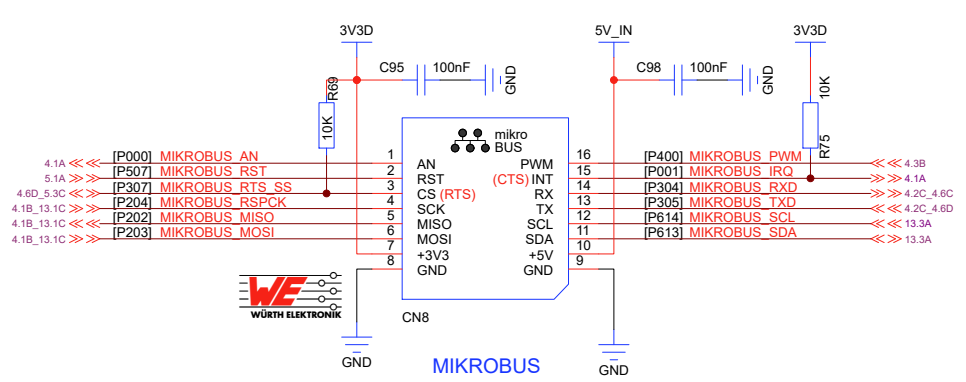 3V3D
5V_IN
3V3D
C95
100nF
GND
C98
100nF
GND
R69
10K
10K
R75
mikro
BUS
4.1A
[P000] MIKROBUS_AN
1
AN
PWM
16
[P400] MIKROBUS_PWM
4.3B
5.1A
[P507] MIKROBUS_RST
2
RST
(CTS) INT
15
[P001] MIKROBUS_IRQ
4.1A
4.6D_5.3C
[P307] MIKROBUS_RTS_SS
3
CS (RTS)
RX
14
[P304] MIKROBUS_RXD
4.2C_4.6C
4.1B_13.1C
[P204] MIKROBUS_RSPCK
4
SCK
TX
13
[P305] MIKROBUS_TXD
4.2C_4.6D
4.1B_13.1C
[P202] MIKROBUS_MISO
5
MISO
SCL
12
[P614] MIKROBUS_SCL
13.3A
4.1B_13.1C
[P203] MIKROBUS_MOSI
6
MOSI
SDA
11
[P613] MIKROBUS_SDA
13.3A
7
+3V3
+5V
10
8
GND
GND
9
WE
WÜRTH ELEKTRONIK
CN8
GND
MIKROBUS
GND